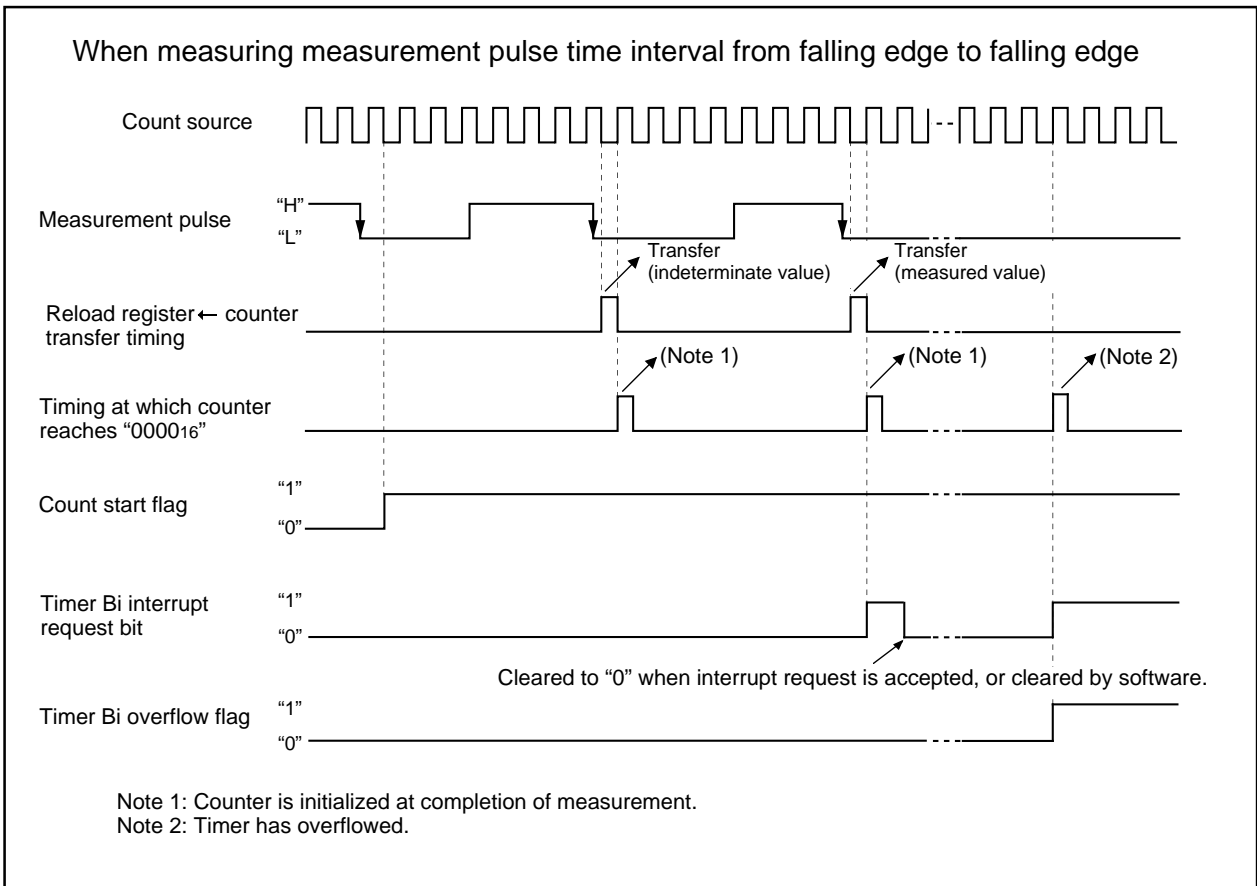 When measuring measurement pulse time interval from falling edge to falling edge
Count source
Measurement pulse
“H”
“L”
Transfer
(indeterminate value)
Transfer
(measured value)
Reload register ← counter
transfer timing
(Note 1)
(Note 1)
(Note 2)
Timing at which counter
reaches “000016”
Count start flag
“1”
“0”
Timer Bi interrupt
request bit
“1”
“0”
Cleared to “0” when interrupt request is accepted, or cleared by software.
Timer Bi overflow flag
“1”
“0”
Note 1: Counter is initialized at completion of measurement.
Note 2: Timer has overflowed.